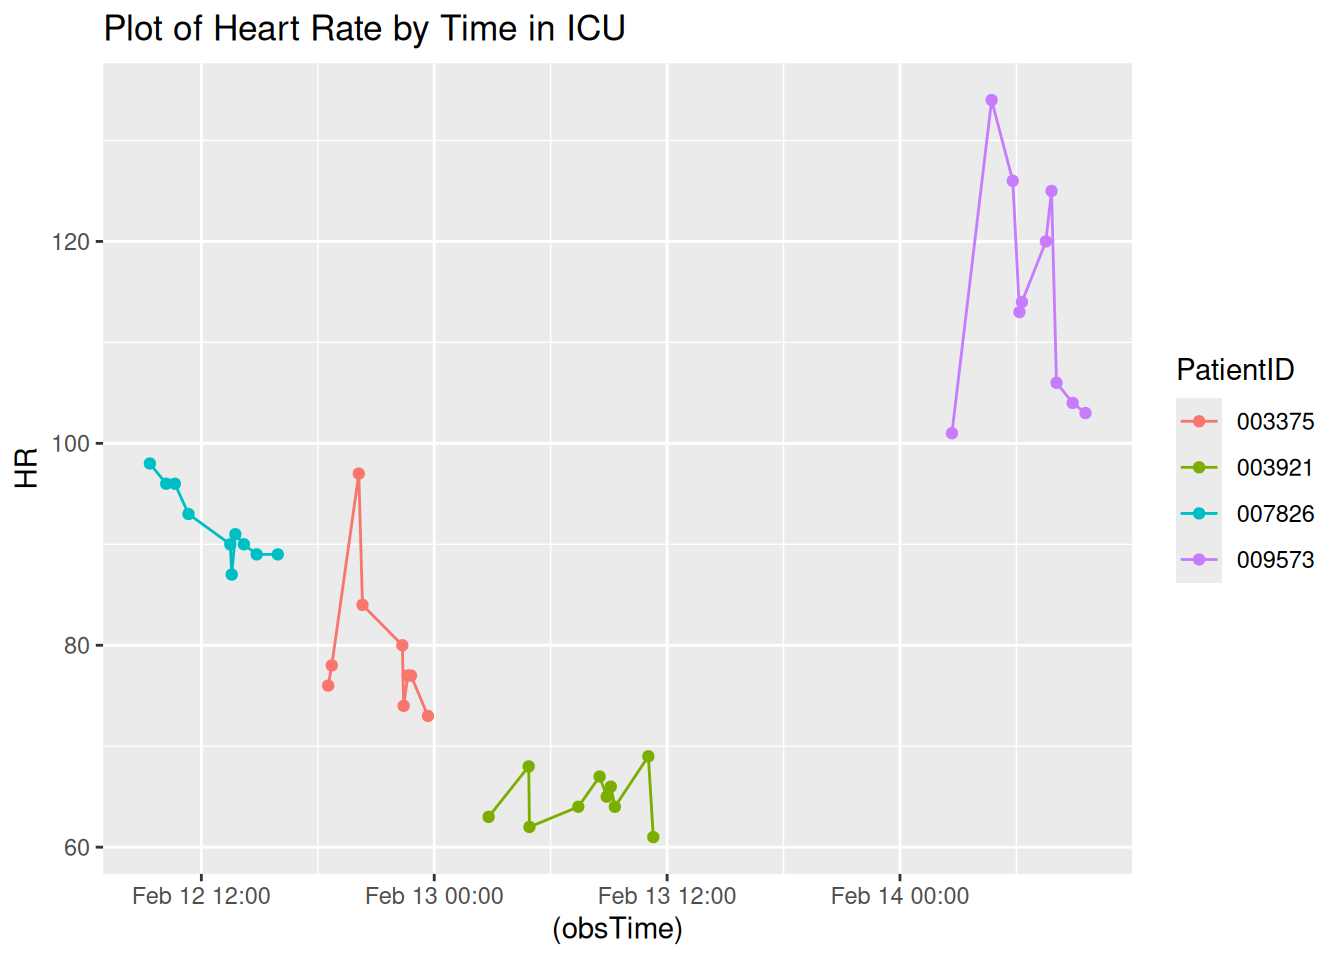 Plot of Heart Rate by Time in ICU
HR
120
100
80
60
Feb 12 12:00
Feb 13 00:00
Feb 13 12:00
Feb 14 00:00
(obsTime)
PatientID
003375
003921
007826
009573